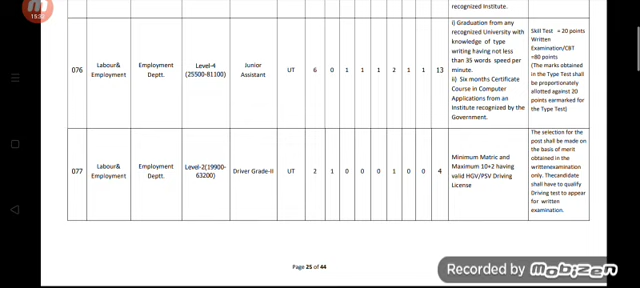 recognized Institute.
076 Labour& Employment Employment Deptt. Level-4 (25500-81100) Junior Assistant UT 6 0 1 1 1 2 1 1 13
i) Graduation from any
recognized University with
knowledge of type
writing having not less
than 35 words speed per
minute.
ii) Six months Certificate
Course in Computer
Applications from an
Institute recognized by the
Government.
Skill Test = 20 points
Written
Examination/CBT
=80 points
(The marks obtained
in the Type Test shall
be proportionately
allotted against 20
points earmarked for
the Type Test)
077 Labour& Employment Employment Deptt. Level-2(19900-63200) Driver Grade-II UT 2 1 0 0 0 1 0 0 4
Minimum Matric and
Maximum 10+2 having
valid HGV/PSV Driving
License
The selection for the
post shall be made on
the basis of merit
obtained in the
writtenexamination
only. Thecandidate
shall have to qualify
Driving test to appear
for written
examination.
Page 25 of 44
Recorded by Mobizen